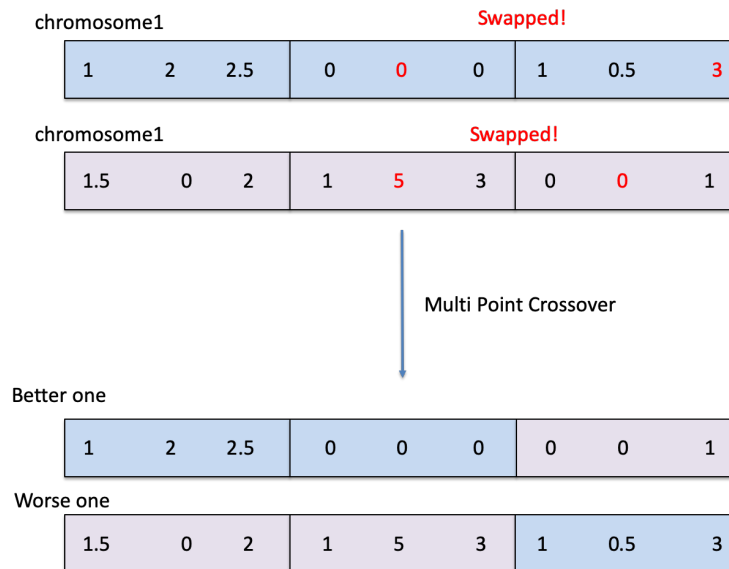 chromosome1 Swapped!
1 2 2.5 0 0 0 1 0.5 3
chromosome1 Swapped!
1.5 0 2 1 5 3 0 0 1
Multi Point Crossover
Better one
1 2 2.5 0 0 0 0 0 1
Worse one
1.5 0 2 1 5 3 1 0.5 3